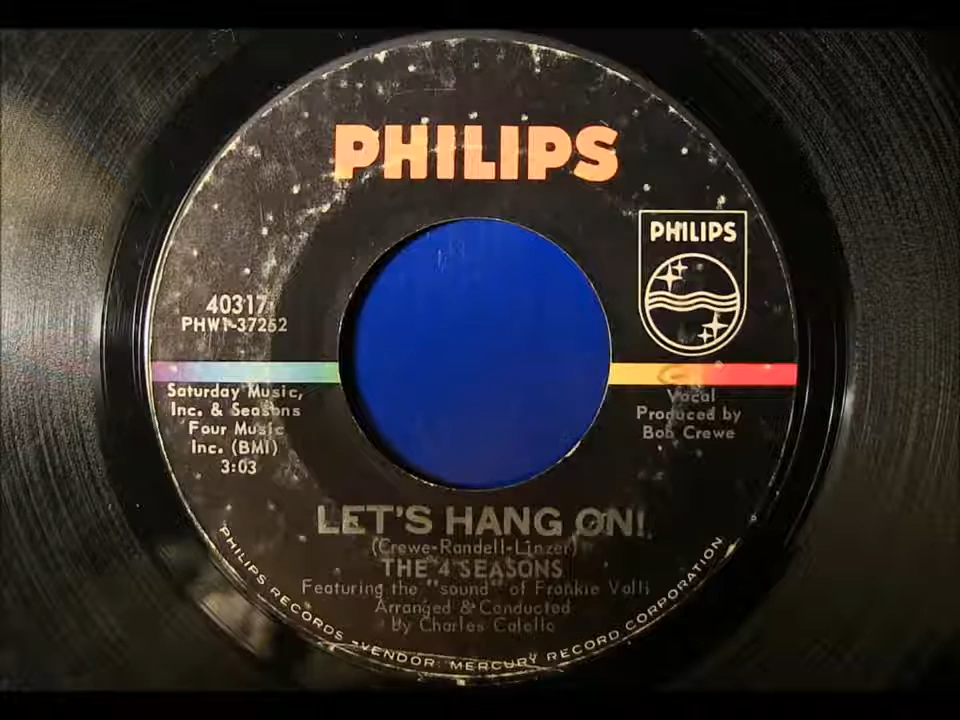 PHILIPS
PHILIPS
40317
PHW1-37252
Saturday Music,
Inc. & Seasons
Four Music
Inc. (BMI)
3:03
Vocal
Produced by
Bob Crewe
LET'S HANG ON!
(Crewe-Randell-Linzer)
THE 4 SEASONS
Featuring the "sound" of Frankie Valli
Arranged & Conducted
by Charles Calello
PHILIPS RECORDS - VENDOR: MERCURY RECORD CORPORATION